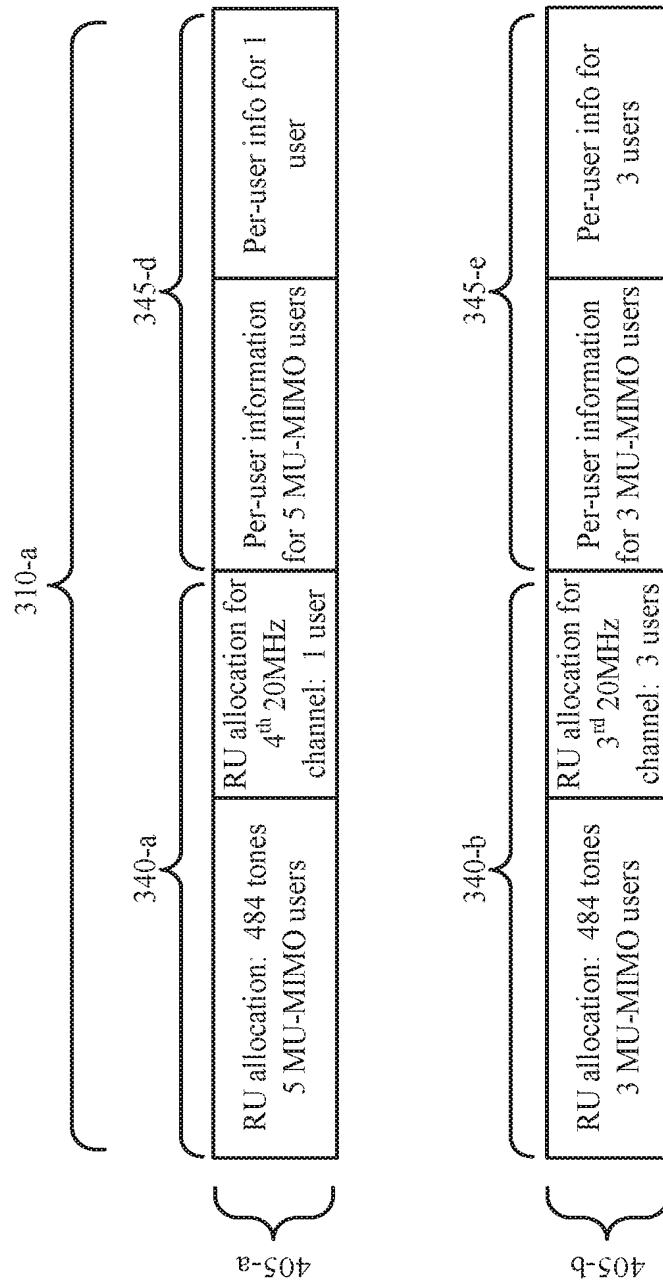 310-a
340-a
345-d
405-a
RU allocation: 484 tones
5 MU-MIMO users
RU allocation for
4th 20MHz
channel: 1 user
Per-user information
for 5 MU-MIMO users
Per-user info for 1
user
340-b
345-e
405-b
RU allocation: 484 tones
3 MU-MIMO users
RU allocation for
3rd 20MHz
channel: 3 users
Per-user information
for 3 MU-MIMO users
Per-user info for
3 users